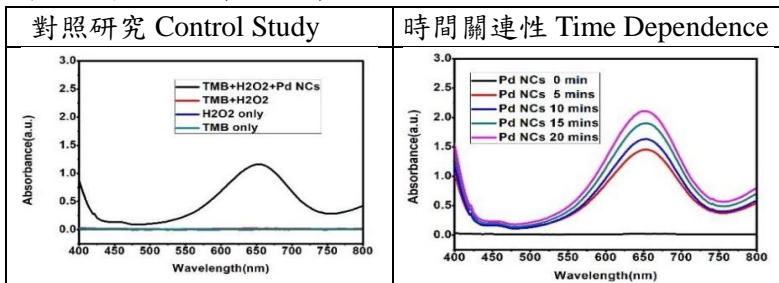 對照研究 Control Study
時間關連性 Time Dependence
3.0
2.5
2.0
1.5
1.0
0.5
0.0
Absorbance(a.u.)
TMB+H2O2+Pd NCs
TMB+H2O2
H2O2 only
TMB only
400 450 500 550 600 650 700 750 800
Wavelength(nm)
3.0
2.5
2.0
1.5
1.0
0.5
0.0
Absorbance(a.u.)
Pd NCs 0 min
Pd NCs 5 mins
Pd NCs 10 mins
Pd NCs 15 mins
Pd NCs 20 mins
400 450 500 550 600 650 700 750 800
Wavelength(nm)